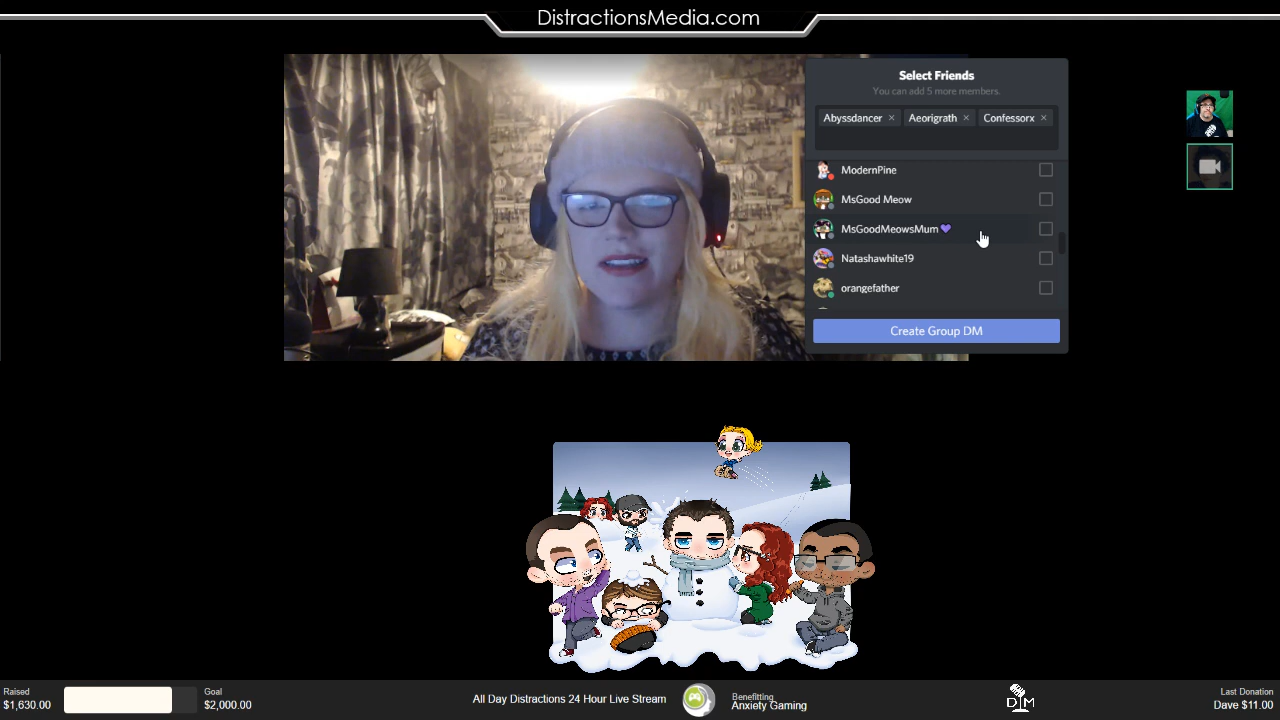 DistractionsMedia.com
Select Friends
You can add 5 more members.
Abyssdancer × Aeorigrath × Confessorx ×
ModernPine
MsGood Meow
MsGoodMeowsMum 💜
Natashawhite19
orangefather
Create Group DM
Raised
$1,630.00
Goal
$2,000.00
All Day Distractions 24 Hour Live Stream
Benefitting
Anxiety Gaming
D M
Last Donation
Dave $11.00